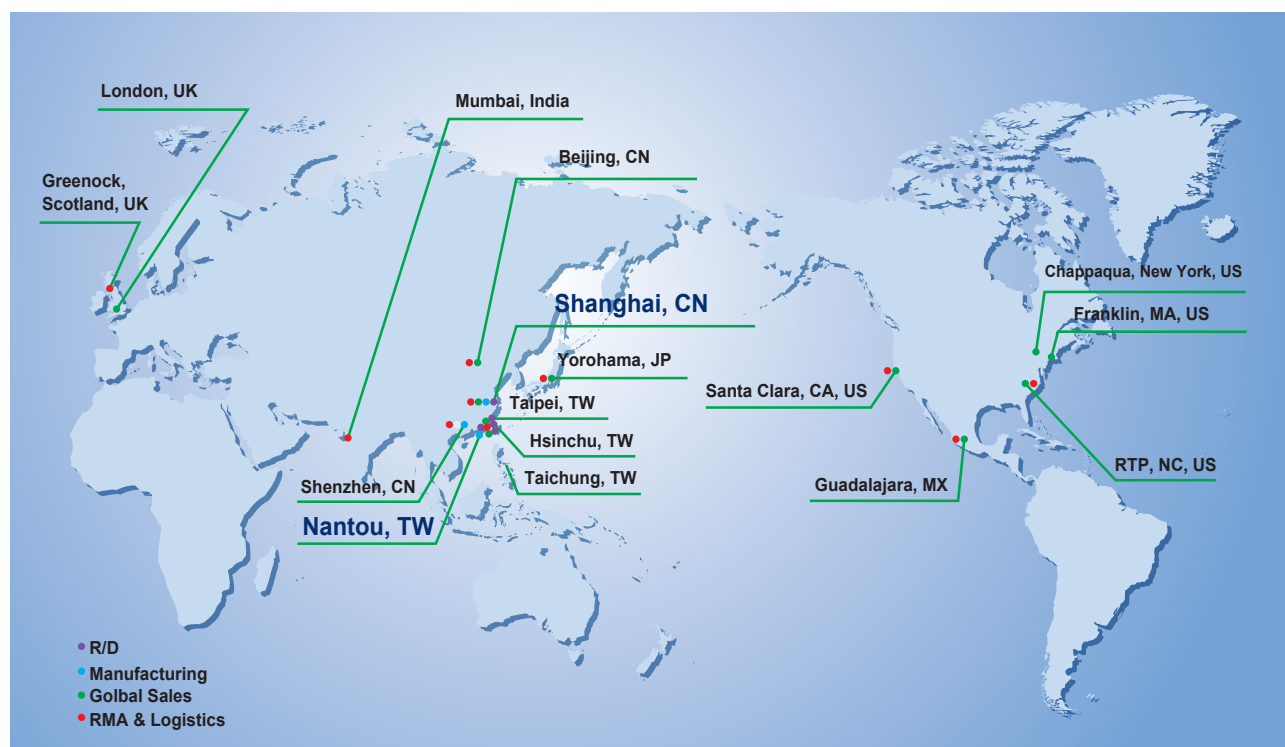 London, UK
Mumbai, India
Beijing, CN
Greenock,
Scotland, UK
Chappaqua, New York, US
Shanghai, CN
Franklin, MA, US
Yorohama, JP
Santa Clara, CA, US
Taipei, TW
Hsinchu, TW
RTP, NC, US
Taichung, TW
Shenzhen, CN
Guadalajara, MX
Nantou, TW
R/D
Manufacturing
Golbal Sales
RMA & Logistics